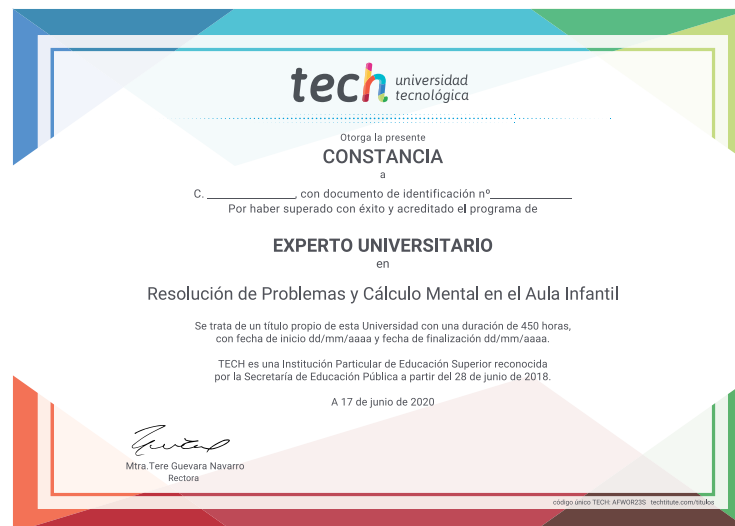 tech universidad
tecnológica
Otorga la presente
CONSTANCIA
a
C. ________________, con documento de identificación nº______________
Por haber superado con éxito y acreditado el programa de
EXPERTO UNIVERSITARIO
en
Resolución de Problemas y Cálculo Mental en el Aula Infantil
Se trata de un título propio de esta Universidad con una duración de 450 horas,
con fecha de inicio dd/mm/aaaa y fecha de finalización dd/mm/aaaa.
TECH es una Institución Particular de Educación Superior reconocida
por la Secretaría de Educación Pública a partir del 28 de junio de 2018.
A 17 de junio de 2020
Mtra.Tere Guevara Navarro
Rectora
código único TECH: AFWOR23S techtitute.com/titulos